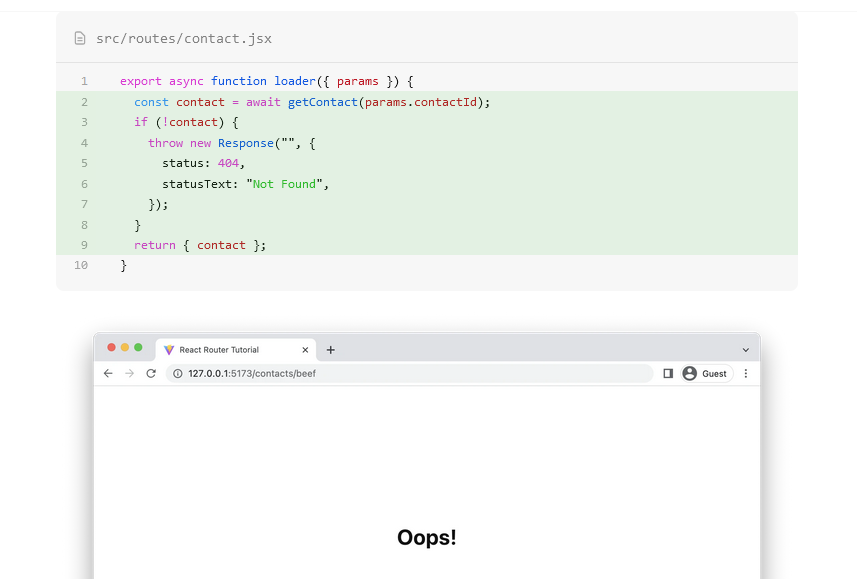 src/routes/contact.jsx
1 export async function loader({ params }) {
2 const contact = await getContact(params.contactId);
3 if (!contact) {
4 throw new Response("", {
5 status: 404,
6 statusText: "Not Found",
7 });
8 }
9 return { contact };
10 }
React Router Tutorial
127.0.0.1:5173/contacts/beef Guest
Oops!